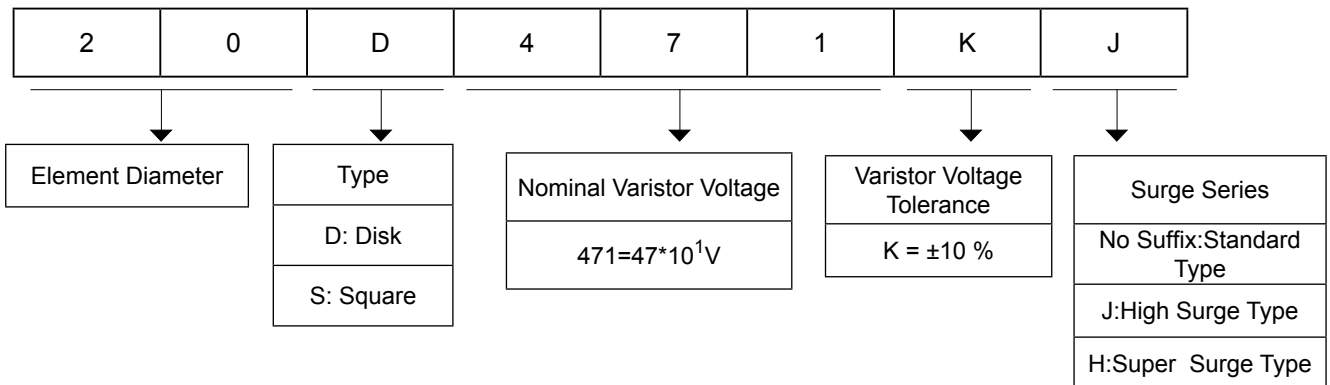 2 0 D 4 7 1 K J
Element Diameter
Type
D: Disk
S: Square
Nominal Varistor Voltage
471=47*10¹V
Varistor Voltage
Tolerance
K = ±10 %
Surge Series
No Suffix:Standard
Type
J:High Surge Type
H:Super Surge Type